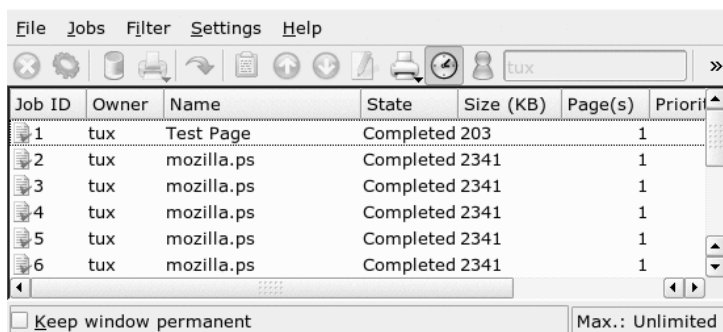 File Jobs Filter Settings Help
tux »
Job ID Owner Name State Size (KB) Page(s) Priorit
1 tux Test Page Completed 203 1
2 tux mozilla.ps Completed 2341 1
3 tux mozilla.ps Completed 2341 1
4 tux mozilla.ps Completed 2341 1
5 tux mozilla.ps Completed 2341 1
6 tux mozilla.ps Completed 2341 1
Keep window permanent Max.: Unlimited